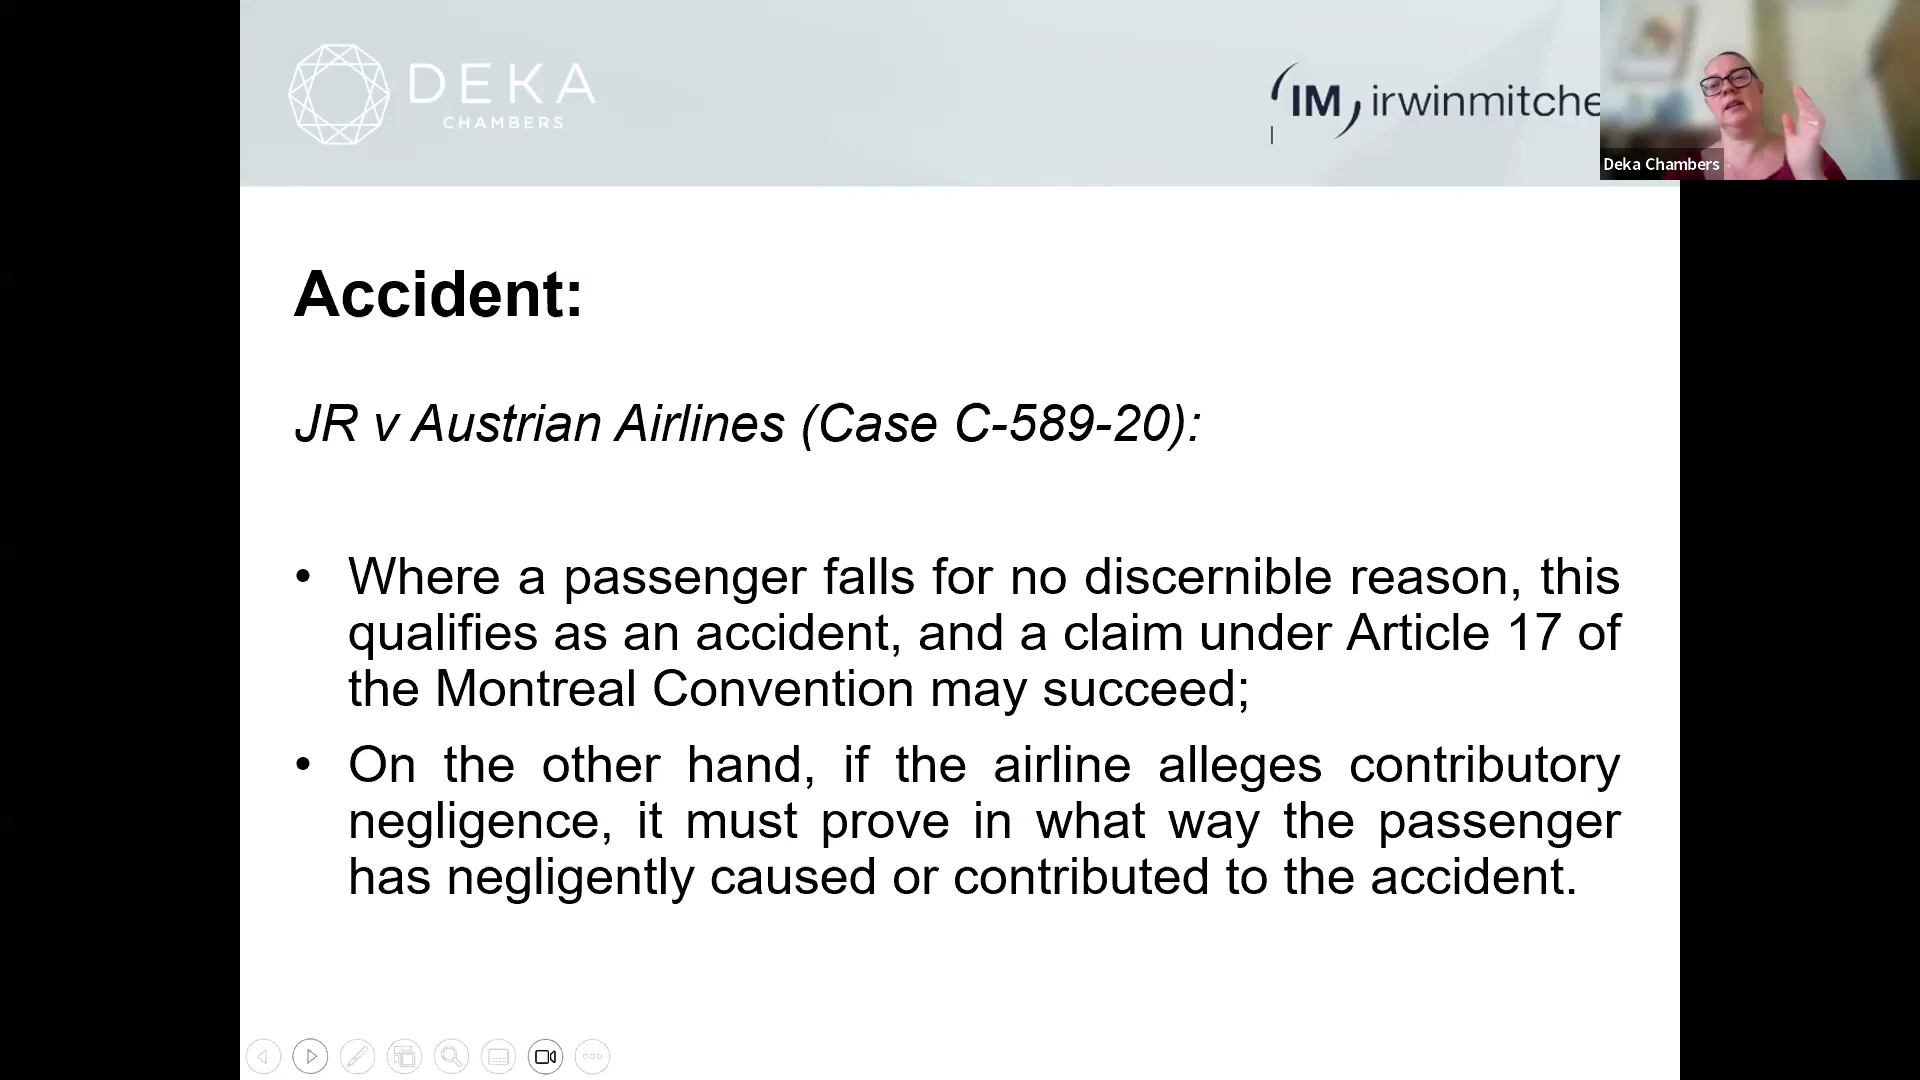 DEKA
CHAMBERS
IM irwinmitche
Deka Chambers
Accident:
JR v Austrian Airlines (Case C-589-20):
• Where a passenger falls for no discernible reason, this
qualifies as an accident, and a claim under Article 17 of
the Montreal Convention may succeed;
• On the other hand, if the airline alleges contributory
negligence, it must prove in what way the passenger
has negligently caused or contributed to the accident.